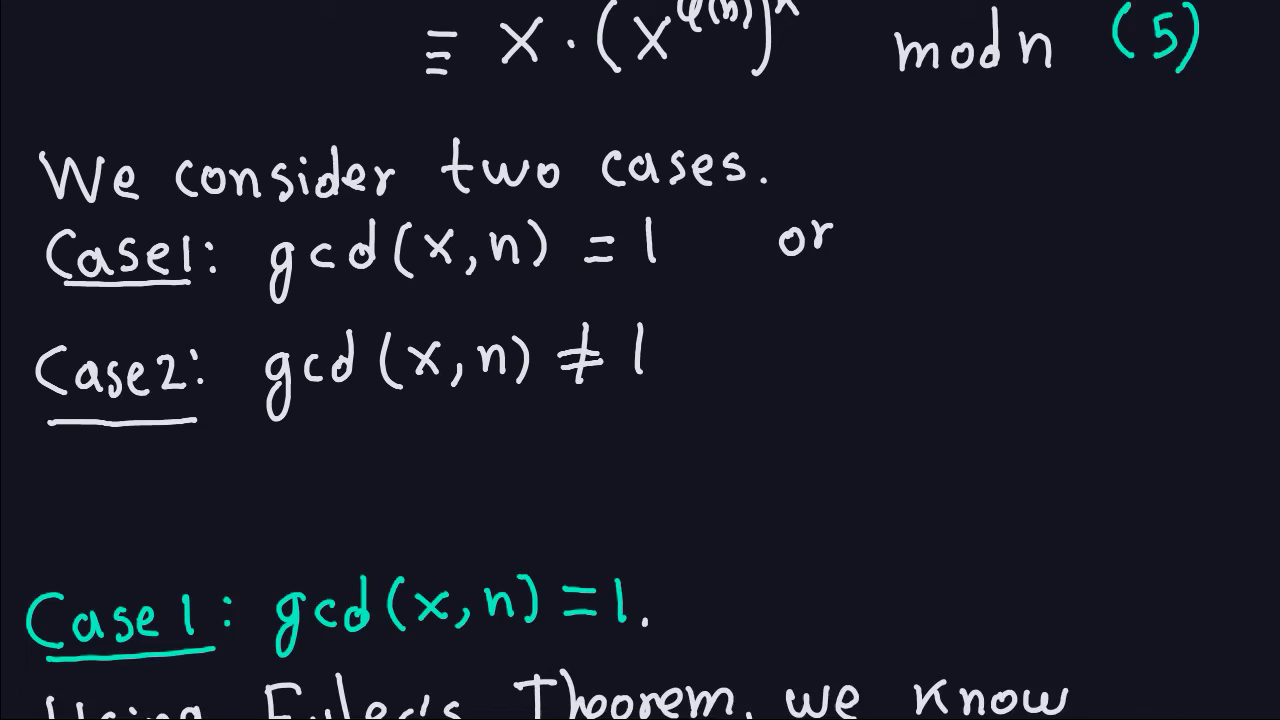 ≡ x · (x^φ(n))^k mod n (5)
We consider two cases.
Case1: gcd(x,n) = 1 or
Case2: gcd(x,n) ≠ 1
Case 1: gcd(x,n) = 1.
Using Euler's Theorem, we know